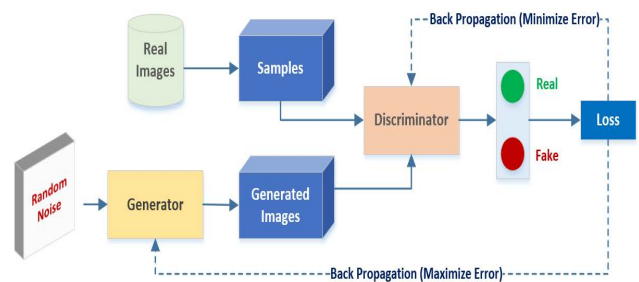 Back Propagation (Minimize Error)
Real
Images
Samples
Discriminator
Real
Fake
Loss
Random
Noise
Generator
Generated
Images
Back Propagation (Maximize Error)